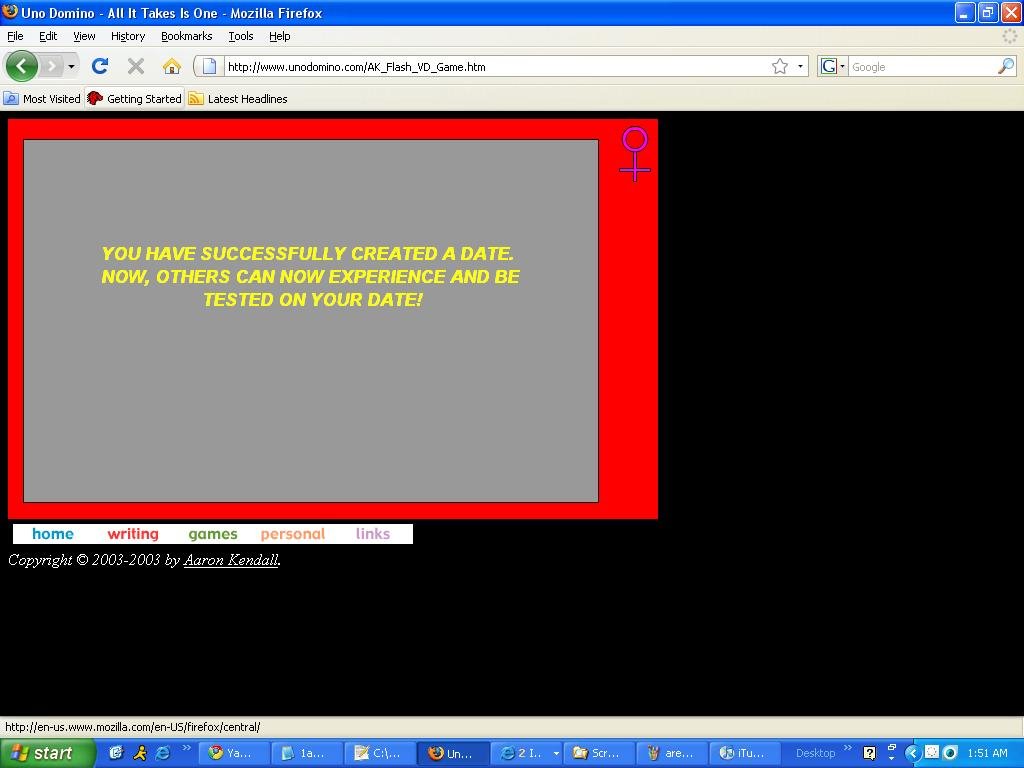 Uno Domino - All It Takes Is One - Mozilla Firefox
File Edit View History Bookmarks Tools Help
http://www.unodomino.com/AK_Flash_VD_Game.htm
G Google
Most Visited Getting Started Latest Headlines
YOU HAVE SUCCESSFULLY CREATED A DATE.
NOW, OTHERS CAN NOW EXPERIENCE AND BE
TESTED ON YOUR DATE!
home writing games personal links
Copyright © 2003-2003 by Aaron Kendall.
http://en-us.www.mozilla.com/en-US/firefox/central/
start Ya... 1a... C:\... Un... 2 I... Scr... are... iTu... Desktop 1:51 AM